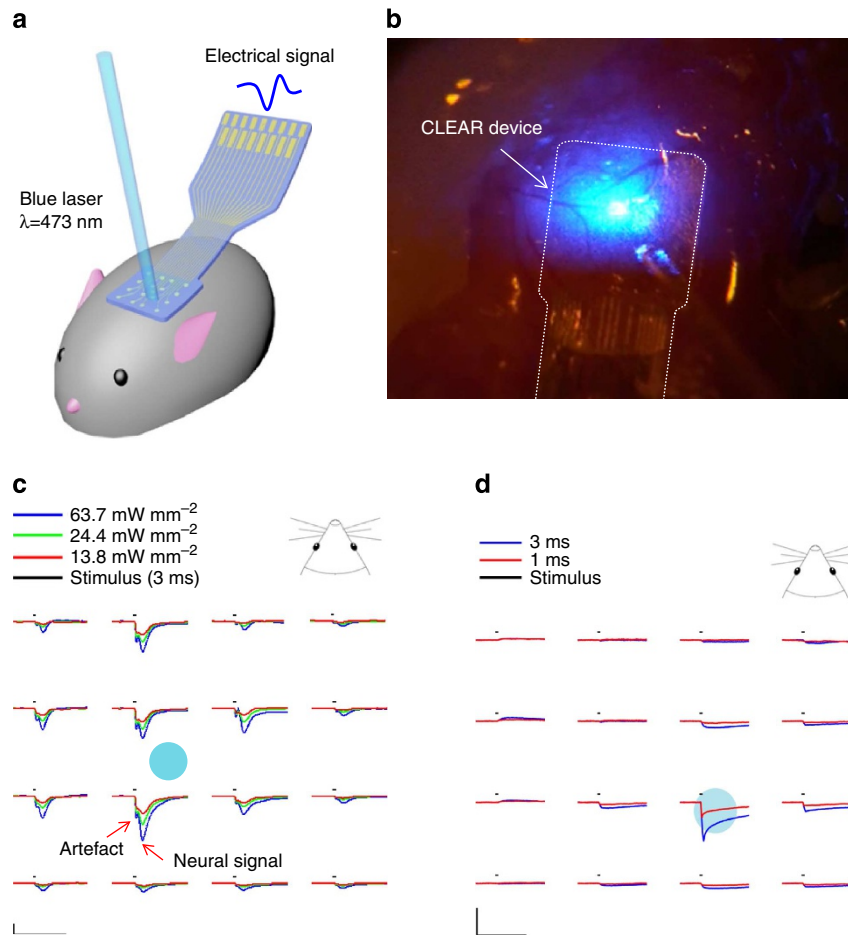 a
Electrical signal
Blue laser
λ=473 nm
b
CLEAR device
c
63.7 mW mm⁻²
24.4 mW mm⁻²
13.8 mW mm⁻²
Stimulus (3 ms)
Artefact
Neural signal
d
3 ms
1 ms
Stimulus